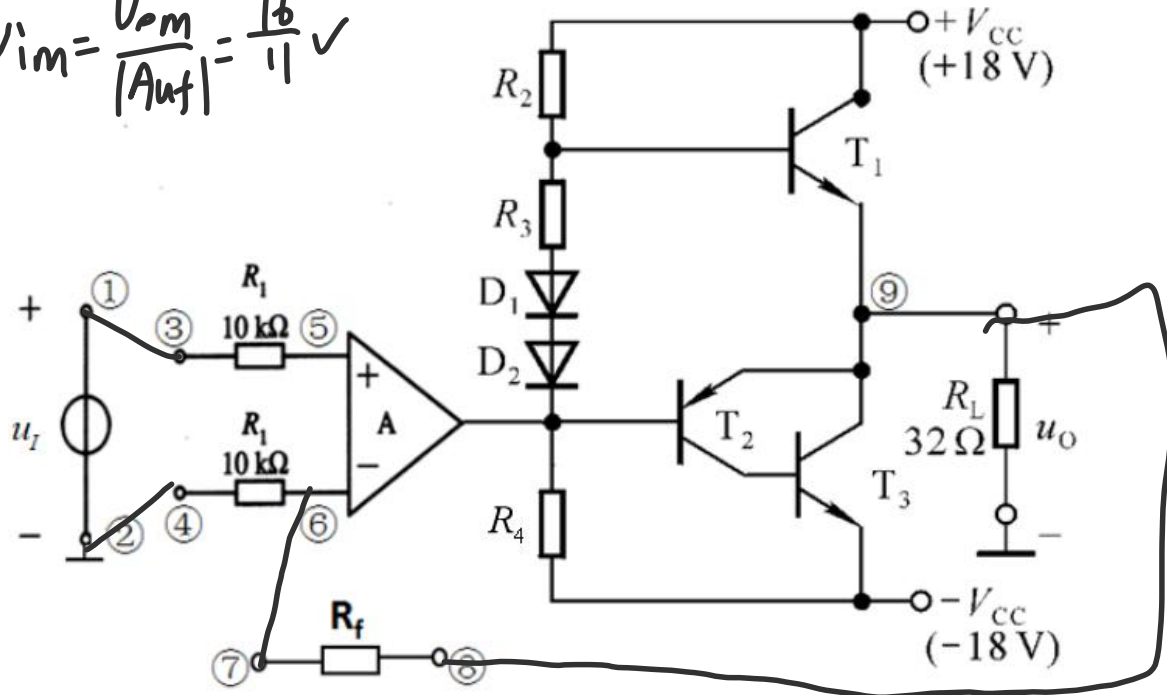 Vim = Vom / |Auf| = 16 / 11 V
+VCC
(+18 V)
R2
T1
R3
R1
10 kΩ
D1
D2
①
③
⑤
⑨
+
+
+
A
uI
R1
10 kΩ
−
T2
RL
32 Ω
uO
T3
−
②
④
⑥
R4
−
Rf
⑦
⑧
−VCC
(−18 V)